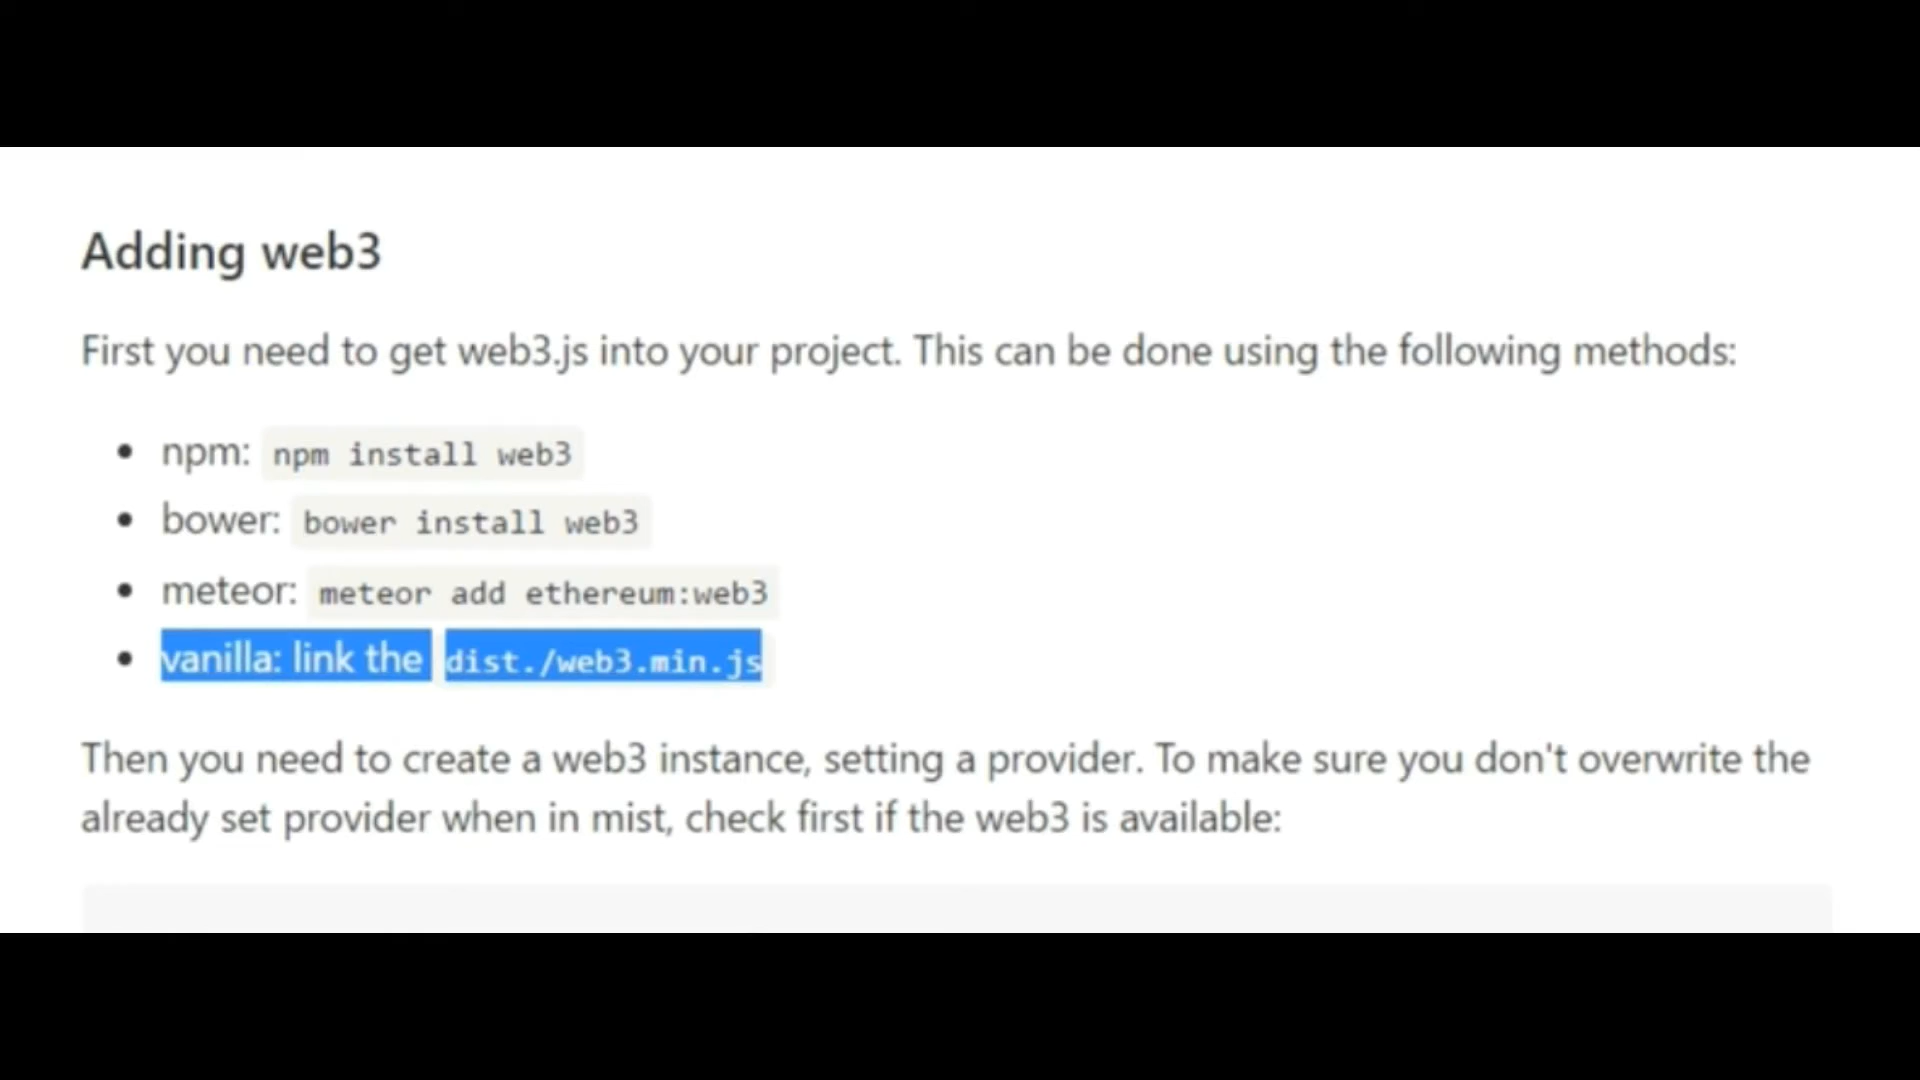 Adding web3
First you need to get web3.js into your project. This can be done using the following methods:
• npm: npm install web3
• bower: bower install web3
• meteor: meteor add ethereum:web3
• vanilla: link the dist./web3.min.js
Then you need to create a web3 instance, setting a provider. To make sure you don't overwrite the
already set provider when in mist, check first if the web3 is available: